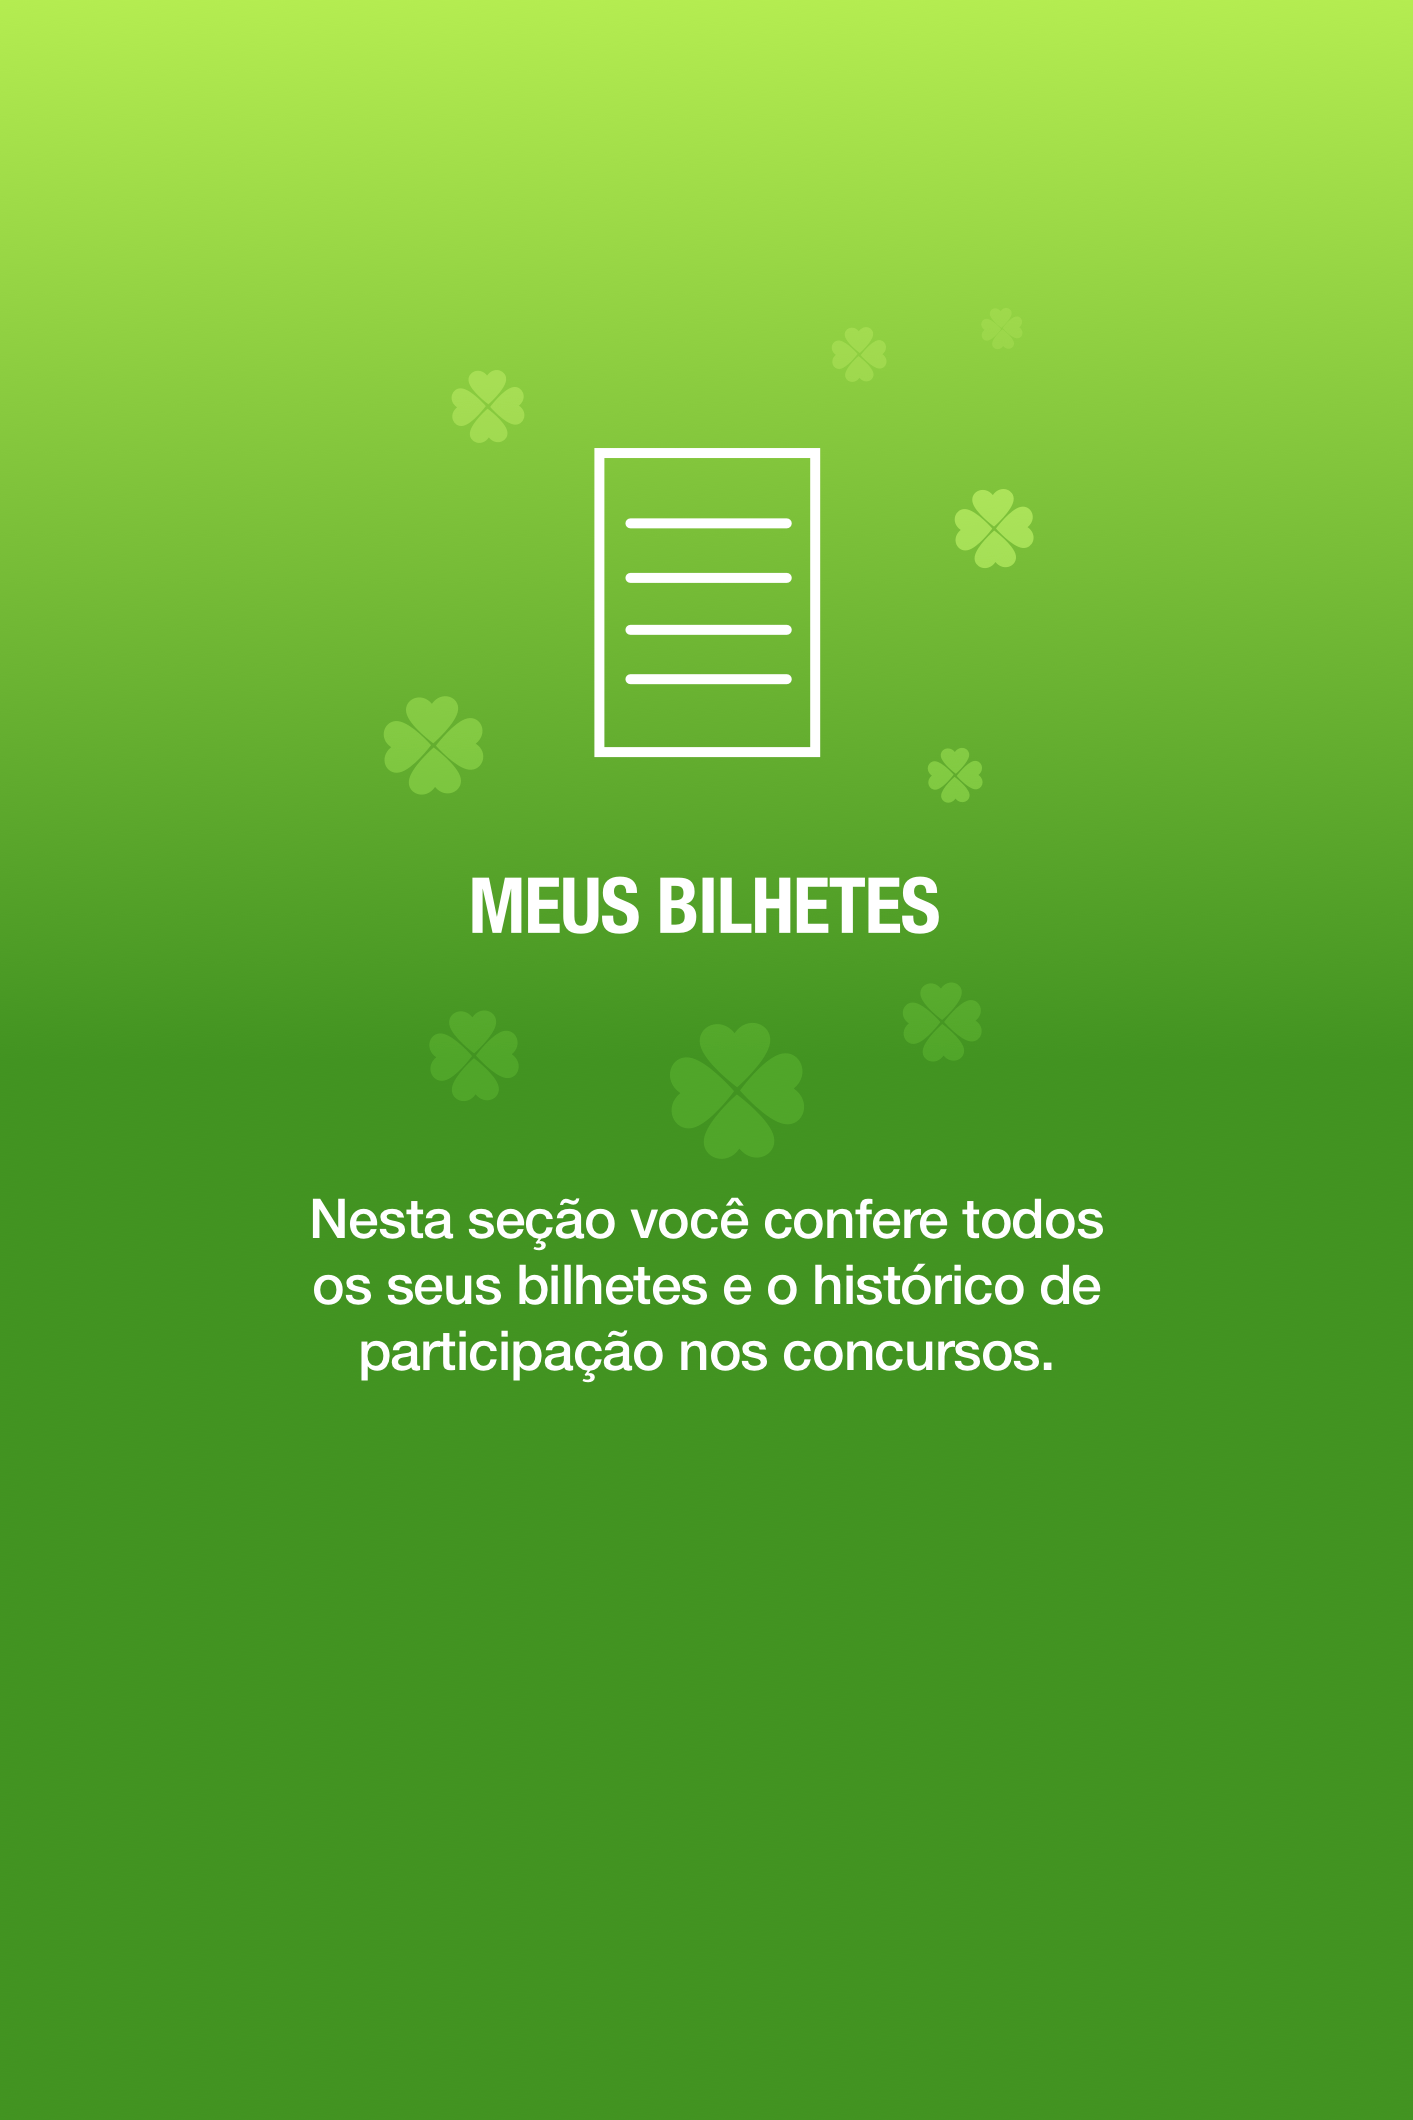 MEUS BILHETES
Nesta seção você confere todos
os seus bilhetes e o histórico de
participação nos concursos.